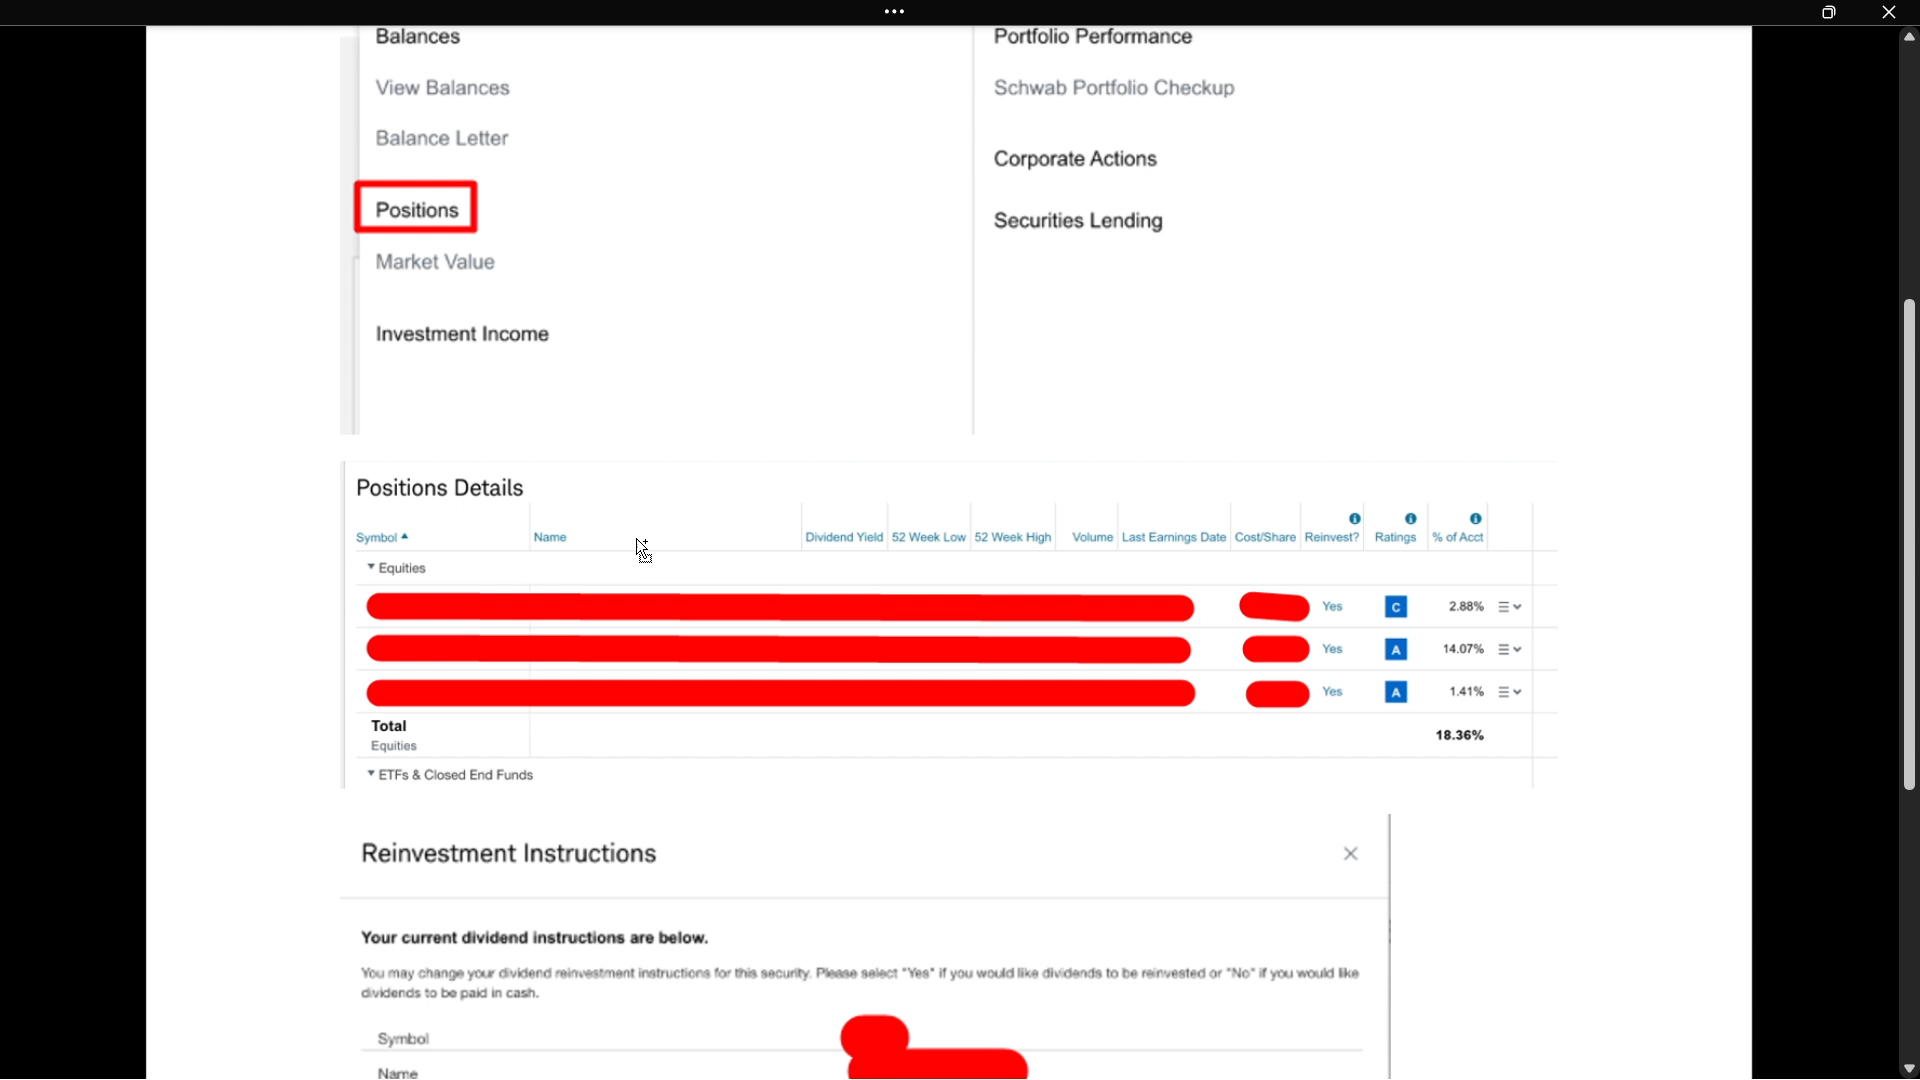 Balances
View Balances
Balance Letter
Positions
Market Value
Investment Income
Portfolio Performance
Schwab Portfolio Checkup
Corporate Actions
Securities Lending
Positions Details
Symbol Name Dividend Yield 52 Week Low 52 Week High Volume Last Earnings Date Cost/Share Reinvest? Ratings % of Acct
Equities
Yes C 2.88%
Yes A 14.07%
Yes A 1.41%
Total
Equities
18.36%
ETFs & Closed End Funds
Reinvestment Instructions
Your current dividend instructions are below.
You may change your dividend reinvestment instructions for this security. Please select "Yes" if you would like dividends to be reinvested or "No" if you would like
dividends to be paid in cash.
Symbol
Name